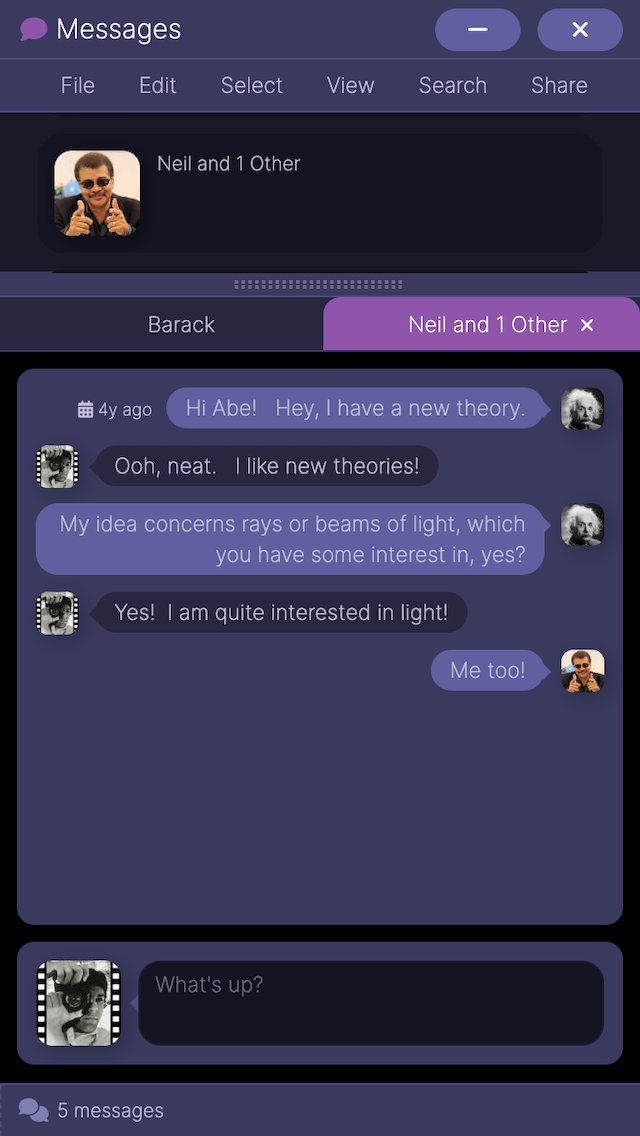 Messages
File Edit Select View Search Share
Neil and 1 Other
Barack Neil and 1 Other
4y ago Hi Abe! Hey, I have a new theory.
Ooh, neat. I like new theories!
My idea concerns rays or beams of light, which
you have some interest in, yes?
Yes! I am quite interested in light!
Me too!
What's up?
5 messages